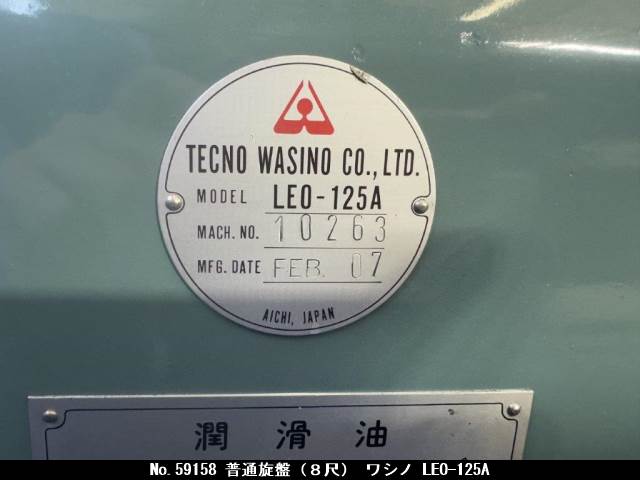 TECNO WASINO CO., LTD.
MODEL LEO-125A
MACH. NO. 10263
MFG. DATE FEB. 07
AICHI, JAPAN
潤滑油
No.59158 普通旋盤（８尺） ワシノ LEO-125A